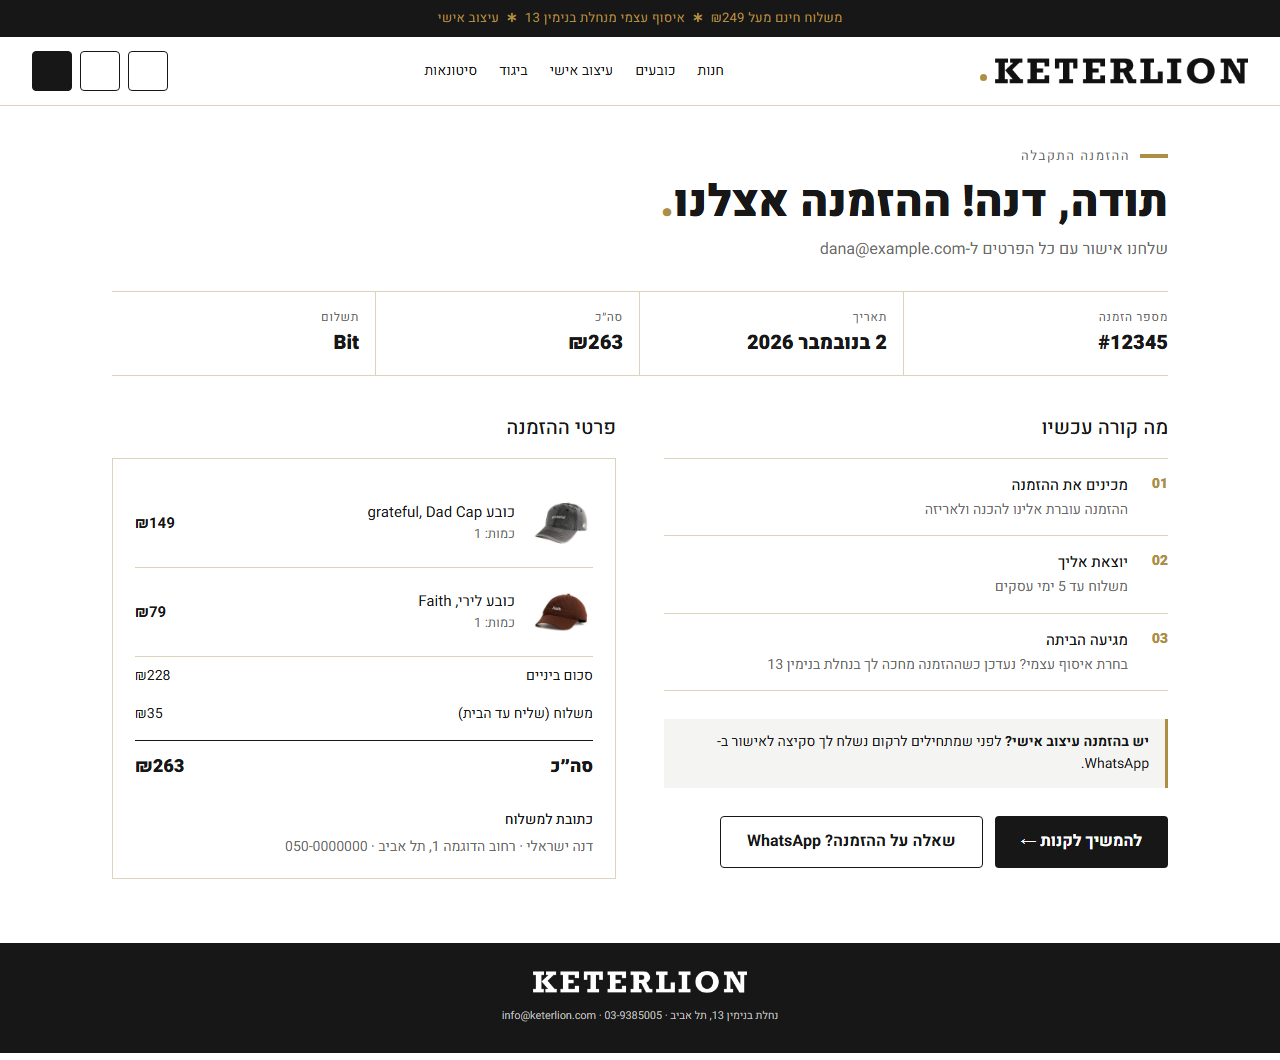 משלוח חינם מעל 249₪ ✱ איסוף עצמי מנחלת בנימין 13 ✱ עיצוב אישי
KETERLION.
חנות
כובעים
עיצוב אישי
ביגוד
סיטונאות
ההזמנה התקבלה
תודה, דנה! ההזמנה אצלנו.
שלחנו אישור עם כל הפרטים ל-dana@example.com
מספר הזמנה
#12345
תאריך
2 בנובמבר 2026
סה״כ
₪263
תשלום
Bit
מה קורה עכשיו
01
מכינים את ההזמנה
ההזמנה עוברת אלינו להכנה ולאריזה
02
יוצאת אליך
משלוח עד 5 ימי עסקים
03
מגיעה הביתה
בחרת איסוף עצמי? נעדכן כשההזמנה מחכה לך בנחלת בנימין 13
יש בהזמנה עיצוב אישי? לפני שמתחילים לרקום נשלח לך סקיצה לאישור ב-
WhatsApp.
להמשיך לקנות ←
שאלה על ההזמנה? WhatsApp
פרטי ההזמנה
כובע grateful, Dad Cap
כמות: 1
₪149
כובע לירי, Faith
כמות: 1
₪79
סכום ביניים
₪228
משלוח (שליח עד הבית)
₪35
סה״כ
₪263
כתובת למשלוח
דנה ישראלי · רחוב הדוגמה 1, תל אביב · 050-0000000
KETERLION
נחלת בנימין 13, תל אביב · 03-9385005 · info@keterlion.com